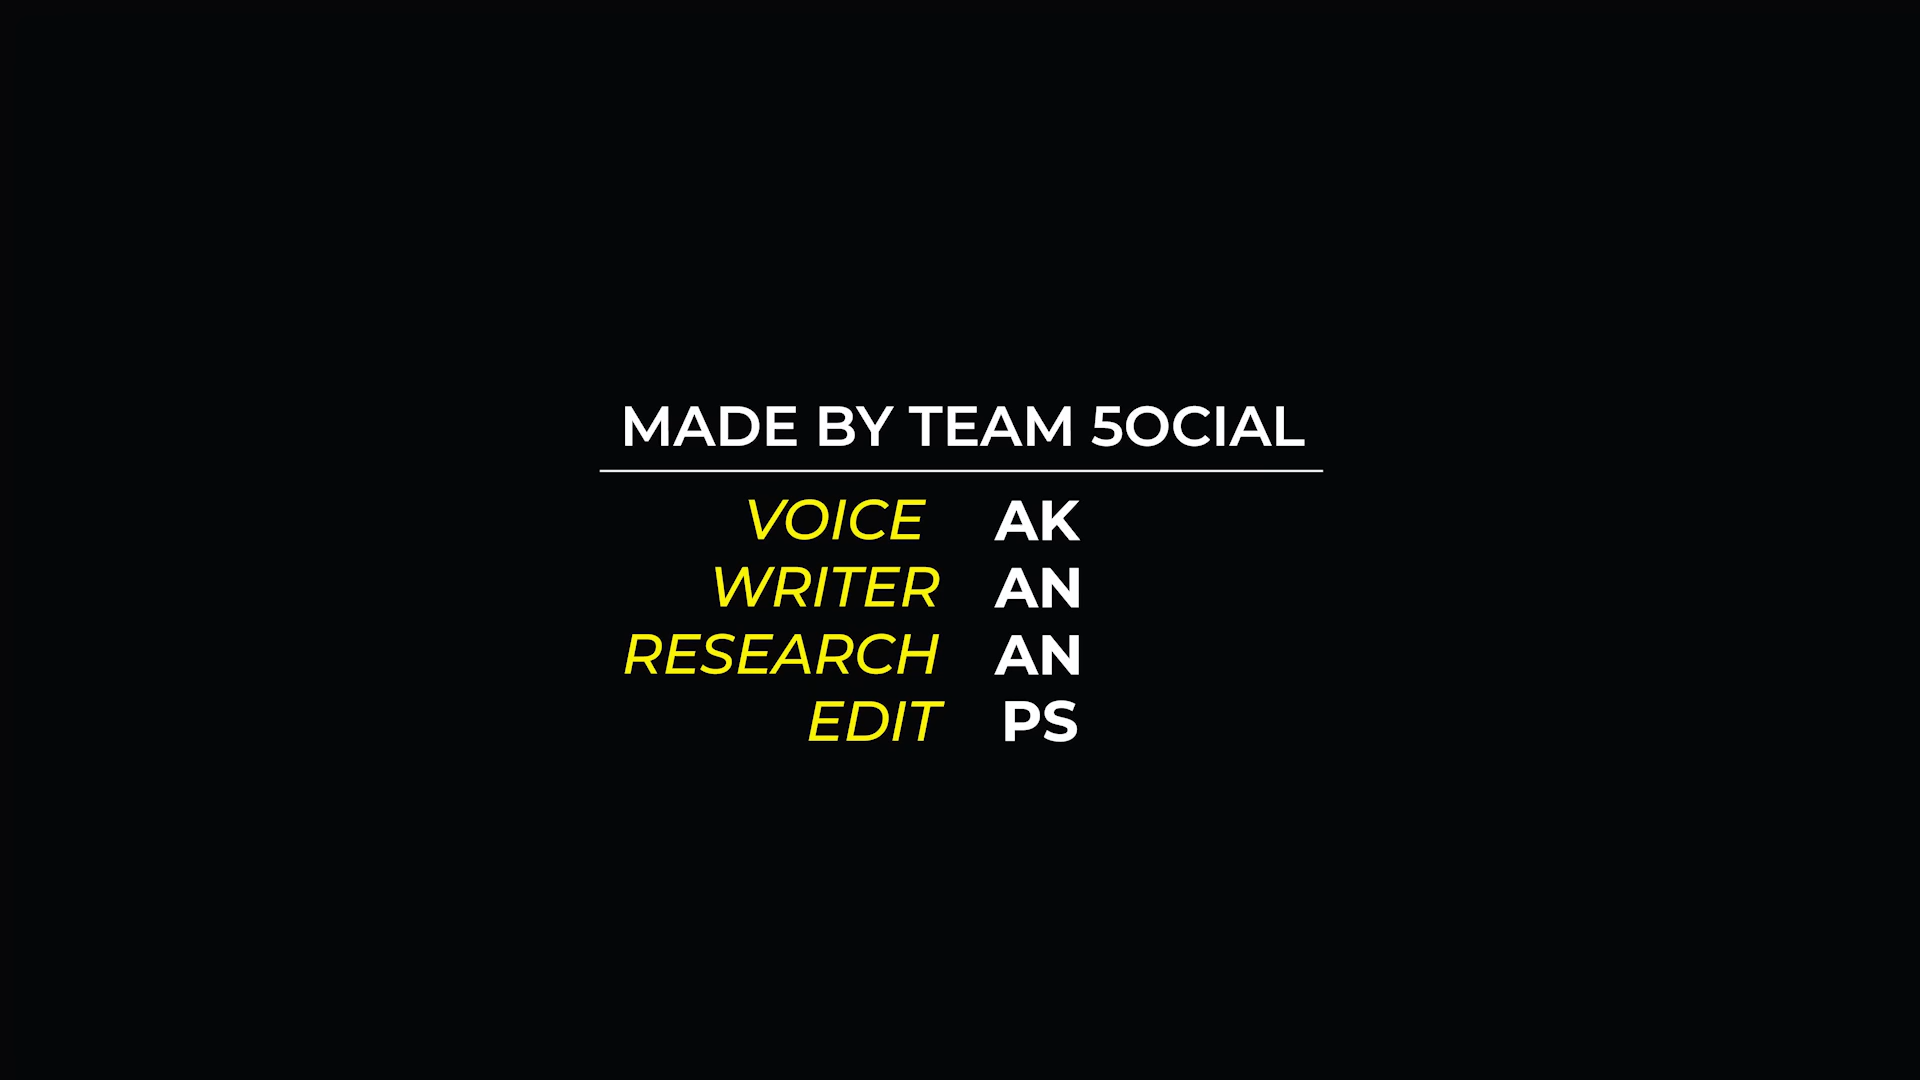 MADE BY TEAM 5OCIAL
VOICE AK
WRITER AN
RESEARCH AN
EDIT PS